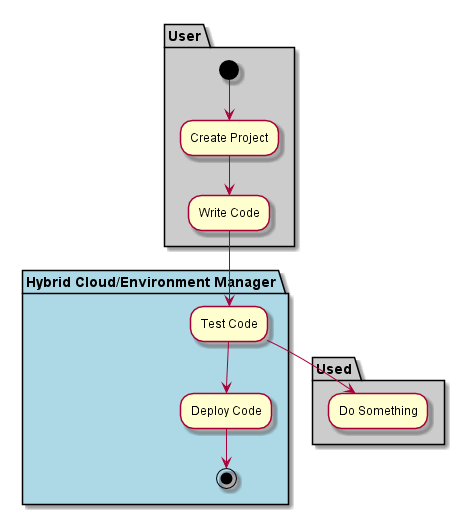 User
Create Project
Write Code
Hybrid Cloud/Environment Manager
Test Code
Used
Deploy Code
Do Something